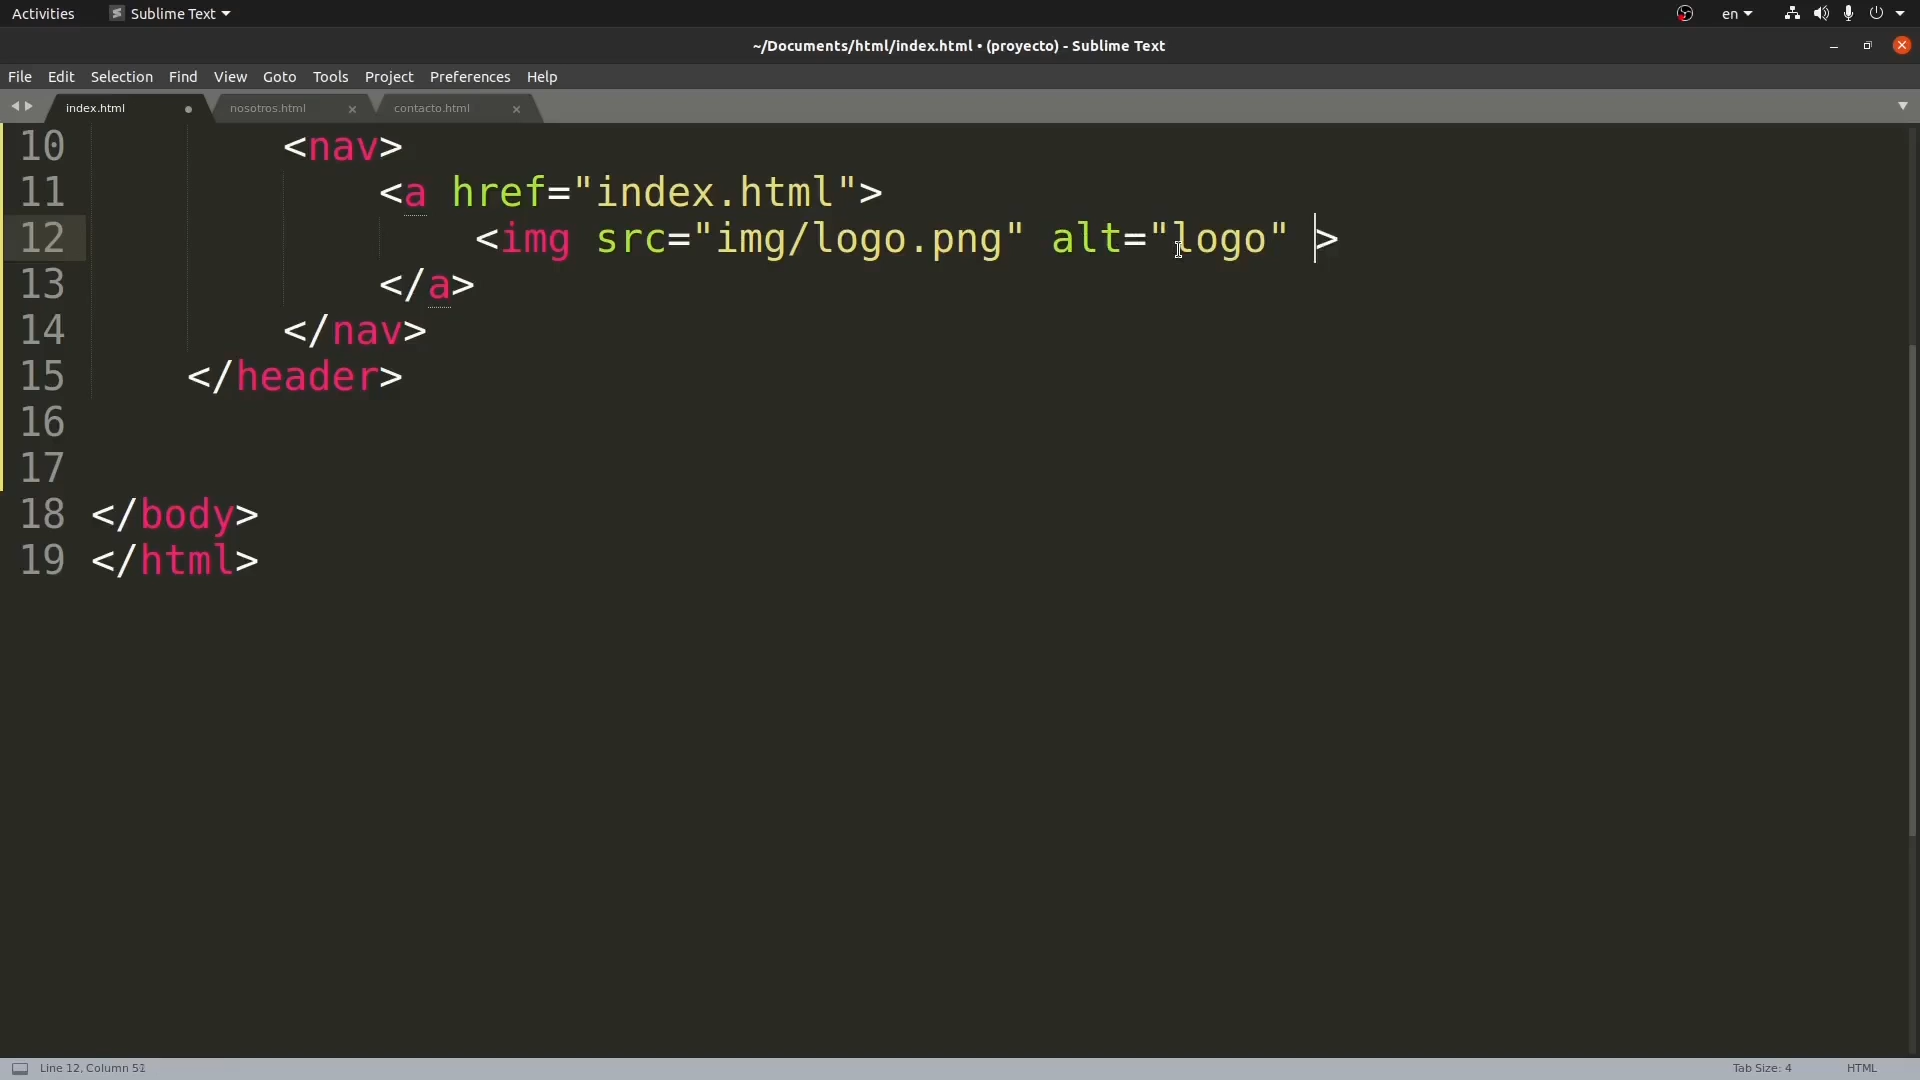 Activities Sublime Text en
~/Documents/html/index.html • (proyecto) - Sublime Text
File Edit Selection Find View Goto Tools Project Preferences Help
index.html nosotros.html contacto.html
10 <nav>
11 <a href="index.html">
12 <img src="img/logo.png" alt="logo" >
13 </a>
14 </nav>
15 </header>
16
17
18 </body>
19 </html>
Line 12, Column 51 Tab Size: 4 HTML